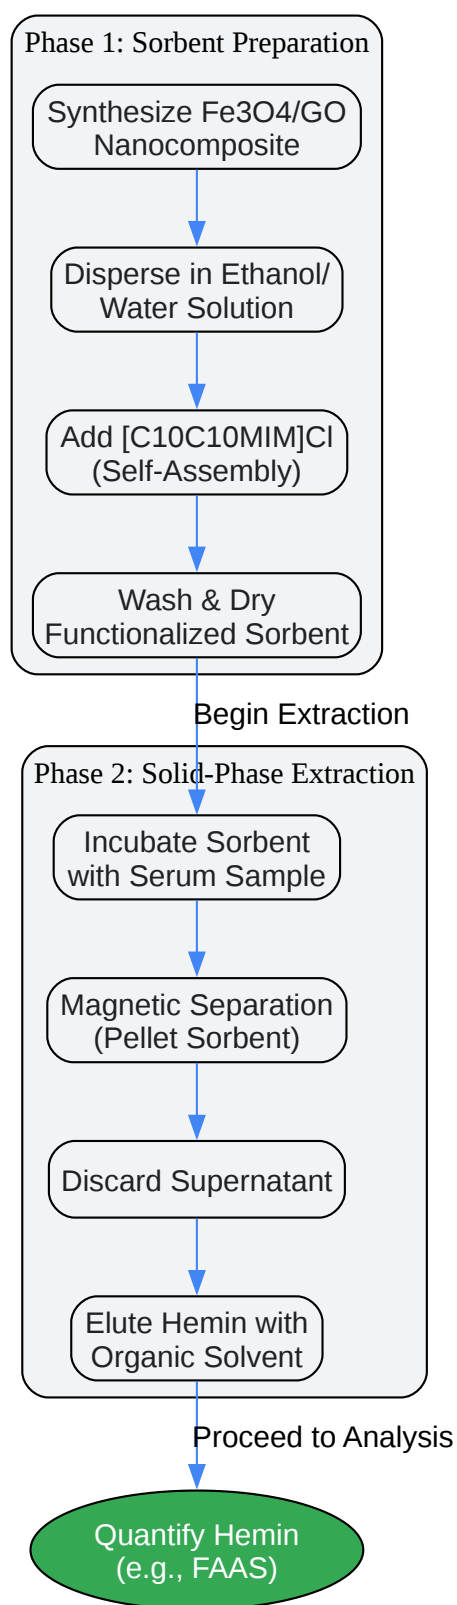 Phase 1: Sorbent Preparation
Synthesize Fe3O4/GO
Nanocomposite
Disperse in Ethanol/
Water Solution
Add [C10C10MIM]Cl
(Self-Assembly)
Wash & Dry
Functionalized Sorbent
Begin Extraction
Phase 2: Solid-Phase Extraction
Incubate Sorbent
with Serum Sample
Magnetic Separation
(Pellet Sorbent)
Discard Supernatant
Elute Hemin with
Organic Solvent
Proceed to Analysis
Quantify Hemin
(e.g., FAAS)